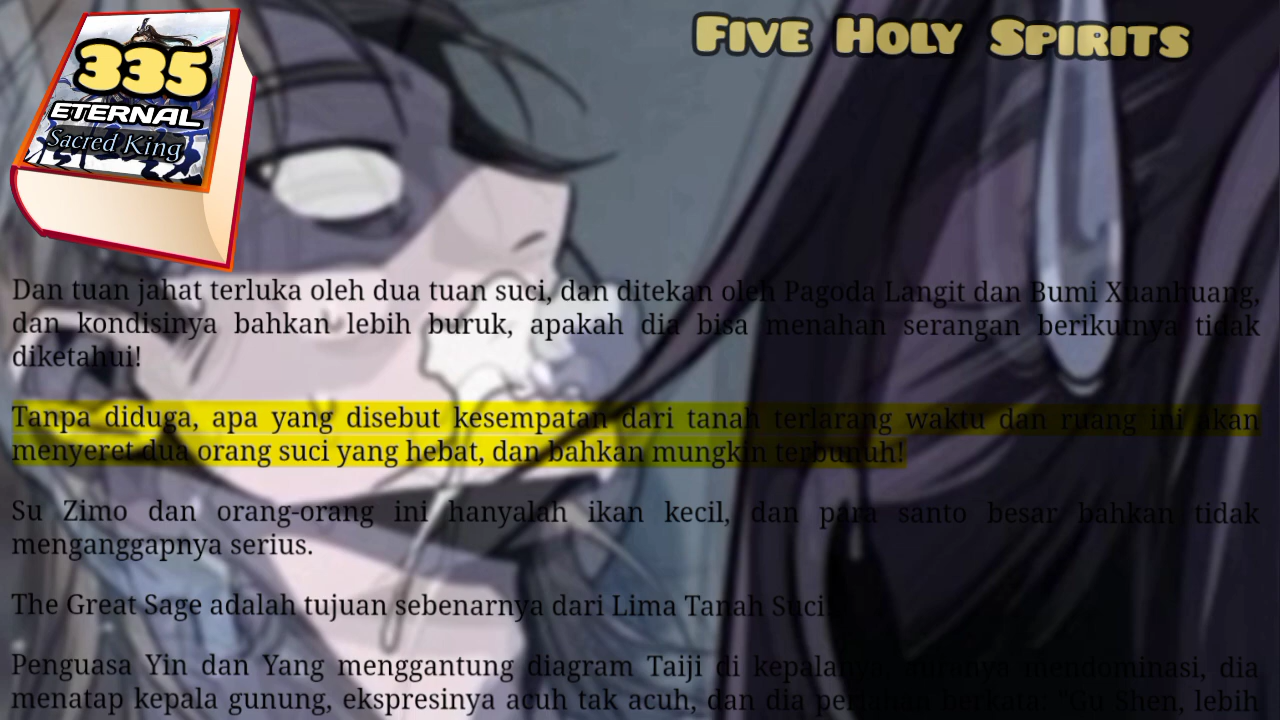 FIVE HOLY SPIRITS
335
ETERNAL
Sacred King
Dan tuan jahat terluka oleh dua tuan suci, dan ditekan oleh Pagoda Langit dan Bumi Xuanhuang,
dan kondisinya bahkan lebih buruk, apakah dia bisa menahan serangan berikutnya tidak
diketahui!
Tanpa diduga, apa yang disebut kesempatan dari tanah terlarang waktu dan ruang ini akan
menyeret dua orang suci yang hebat, dan bahkan mungkin terbunuh!
Su Zimo dan orang-orang ini hanyalah ikan kecil, dan para santo besar bahkan tidak
menganggapnya serius.
The Great Sage adalah tujuan sebenarnya dari Lima Tanah Suci!
Penguasa Yin dan Yang menggantung diagram Taiji di kepalanya, auranya mendominasi, dia
menatap kepala gunung, ekspresinya acuh tak acuh, dan dia perlahan berkata: "Gu Shen, lebih